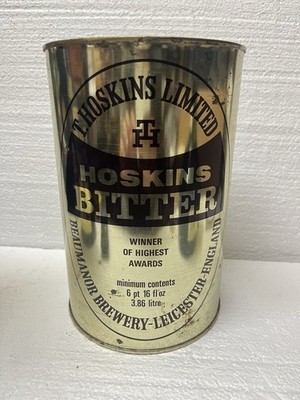 T. HOSKINS LIMITED
TH
HOSKINS
BITTER
WINNER
OF HIGHEST
AWARDS
minimum contents
6 pt 16 fl oz
3.86 litre
BEAUMANOR BREWERY-LEICESTER-ENGLAND